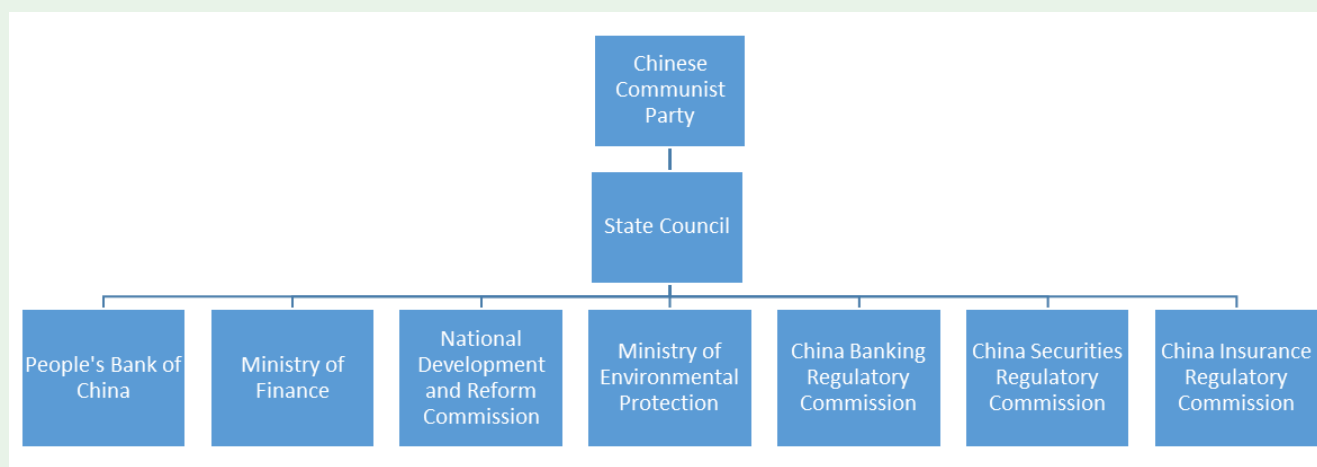 Chinese
Communist
Party
State Council
People's Bank of
China
Ministry of
Finance
National
Development
and Reform
Commission
Ministry of
Environmental
Protection
China Banking
Regulatory
Commission
China Securities
Regulatory
Commission
China Insurance
Regulatory
Commission